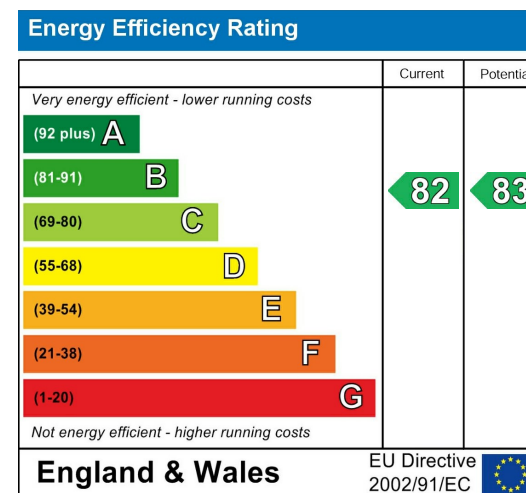 Energy Efficiency Rating
Current Potentia
Very energy efficient - lower running costs
(92 plus) A
(81-91) B
82 83
(69-80) C
(55-68) D
(39-54) E
(21-38) F
(1-20) G
Not energy efficient - higher running costs
England & Wales
EU Directive
2002/91/EC